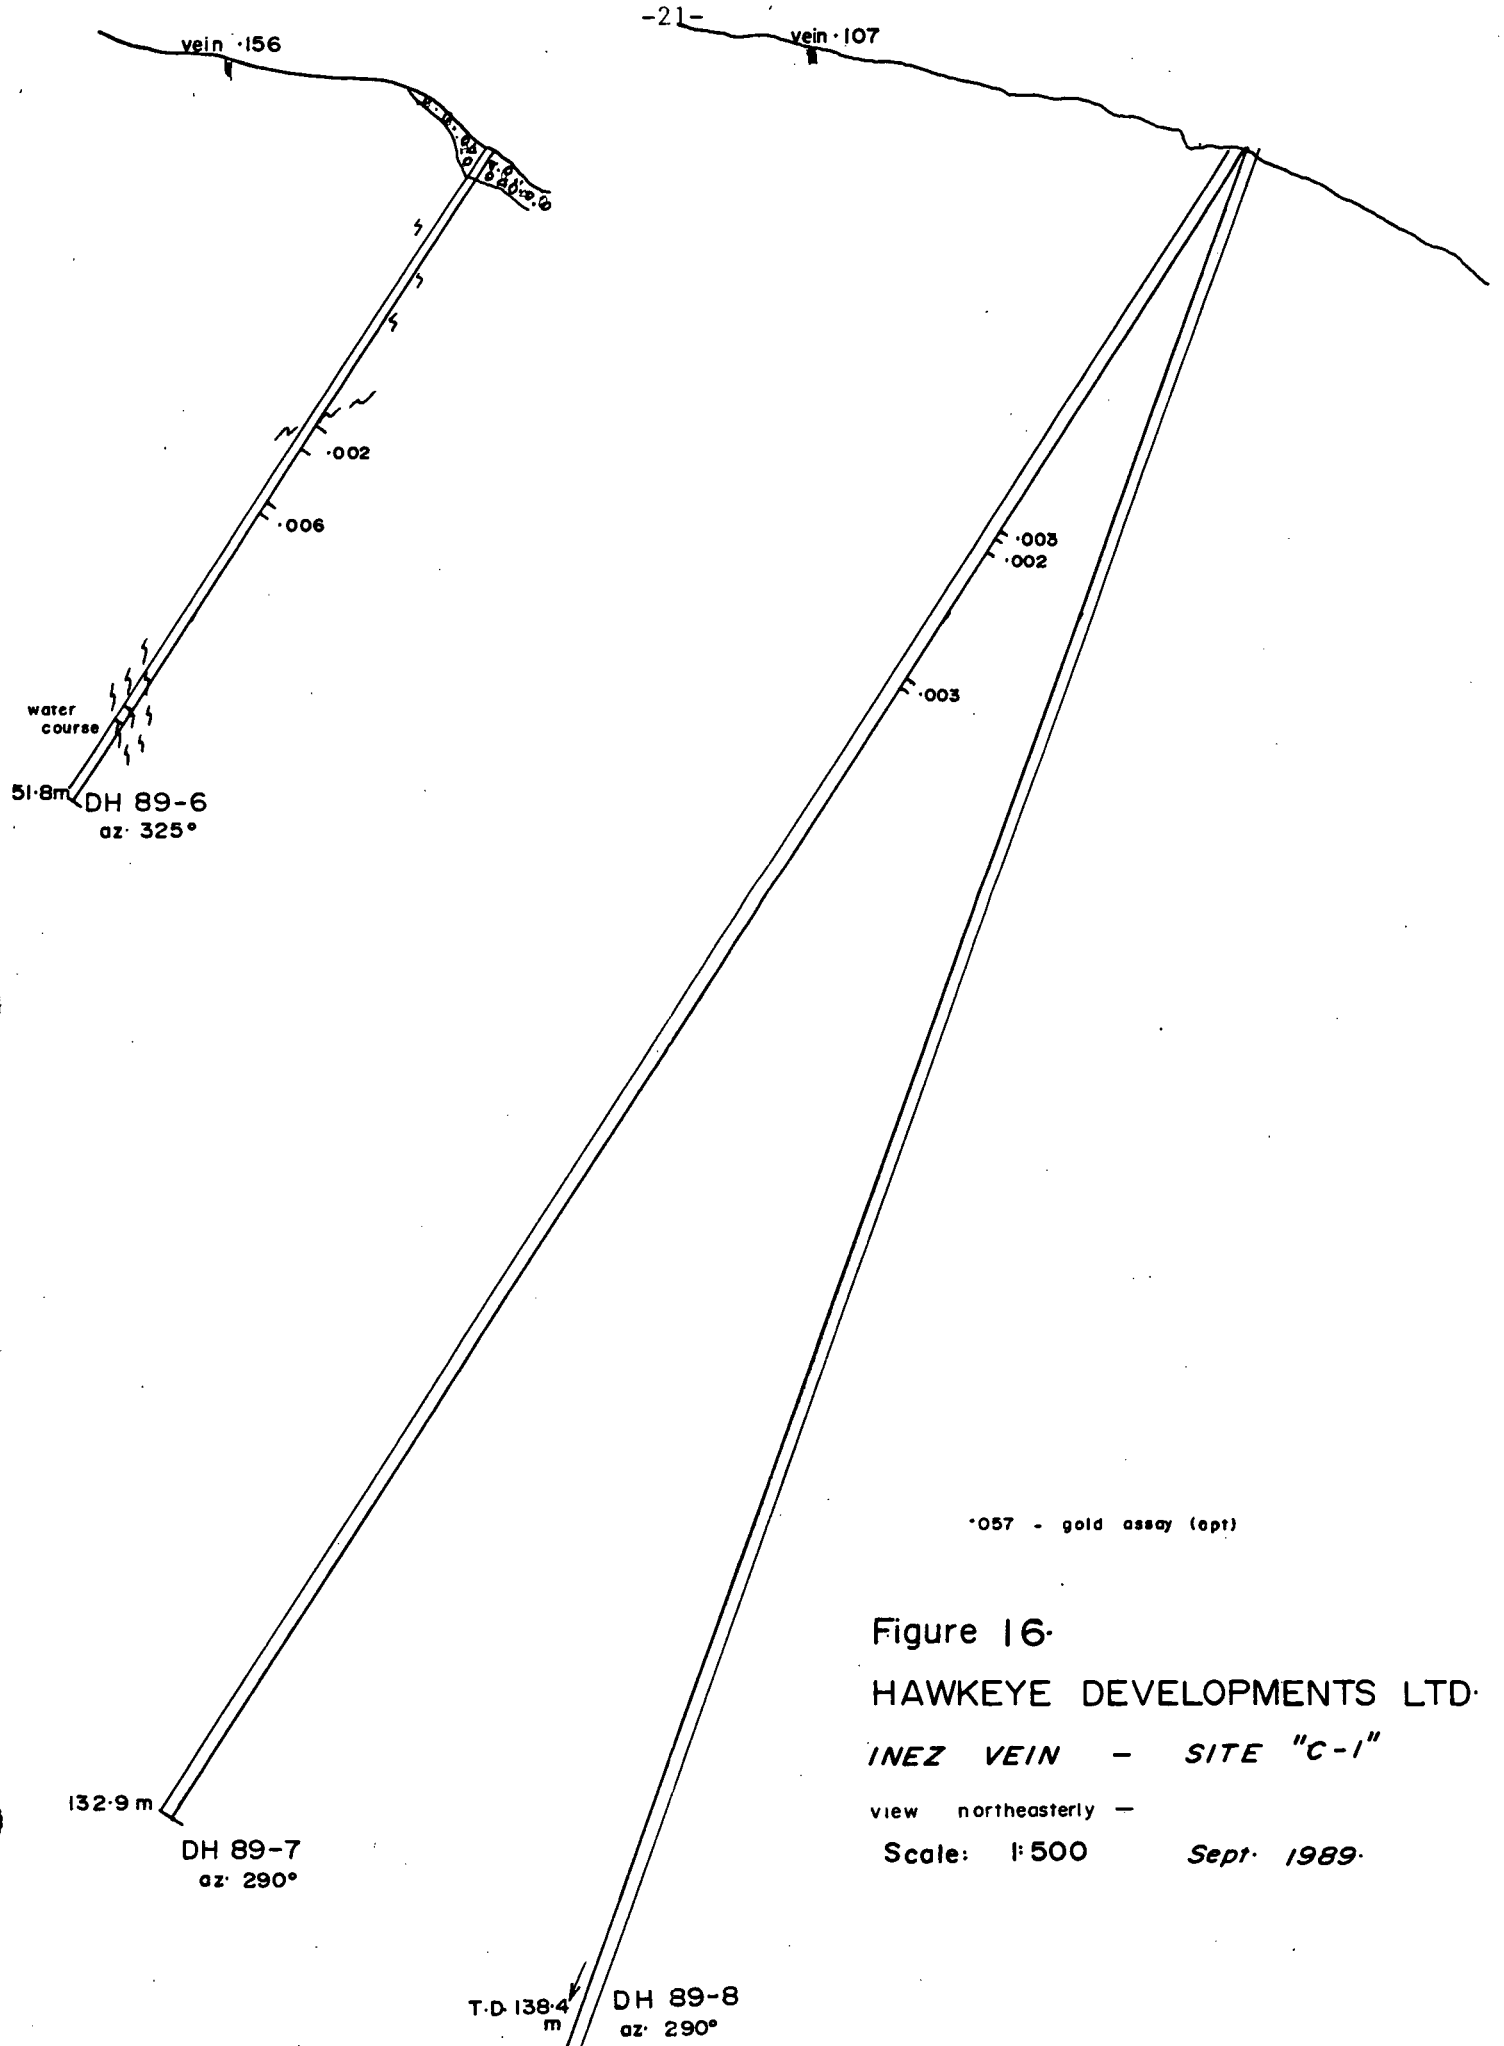 -21-
vein ·156
vein ·107
·002
·006
·003
·002
·003
water
course
51·8m
DH 89-6
az· 325°
·057 - gold assay (opt)
Figure 16·
HAWKEYE DEVELOPMENTS LTD·
INEZ VEIN - SITE "C-1"
view northeasterly —
Scale: 1:500 Sept· 1989·
132·9 m
DH 89-7
az· 290°
T·D· 138·4
m
DH 89-8
az· 290°